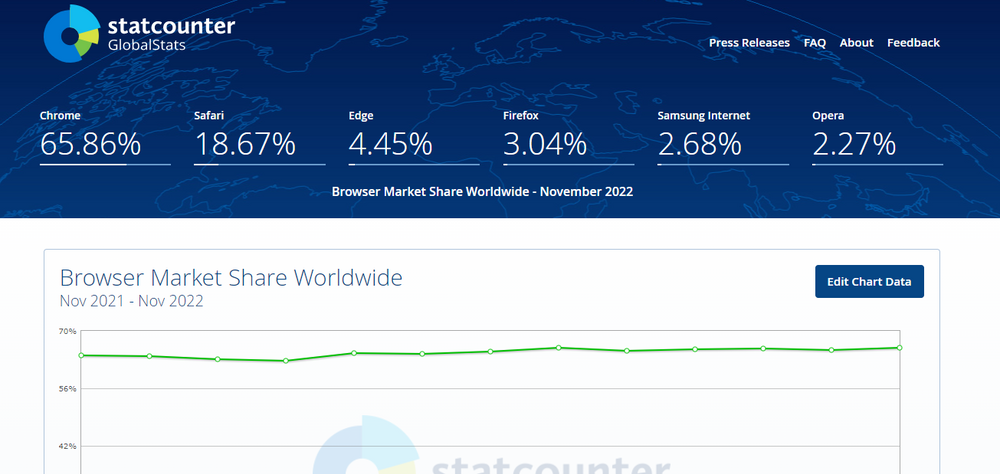 statcounter
GlobalStats
Press Releases FAQ About Feedback
Chrome Safari Edge Firefox Samsung Internet Opera
65.86% 18.67% 4.45% 3.04% 2.68% 2.27%
Browser Market Share Worldwide - November 2022
Browser Market Share Worldwide
Nov 2021 - Nov 2022
Edit Chart Data
70%
56%
42%
statcounter